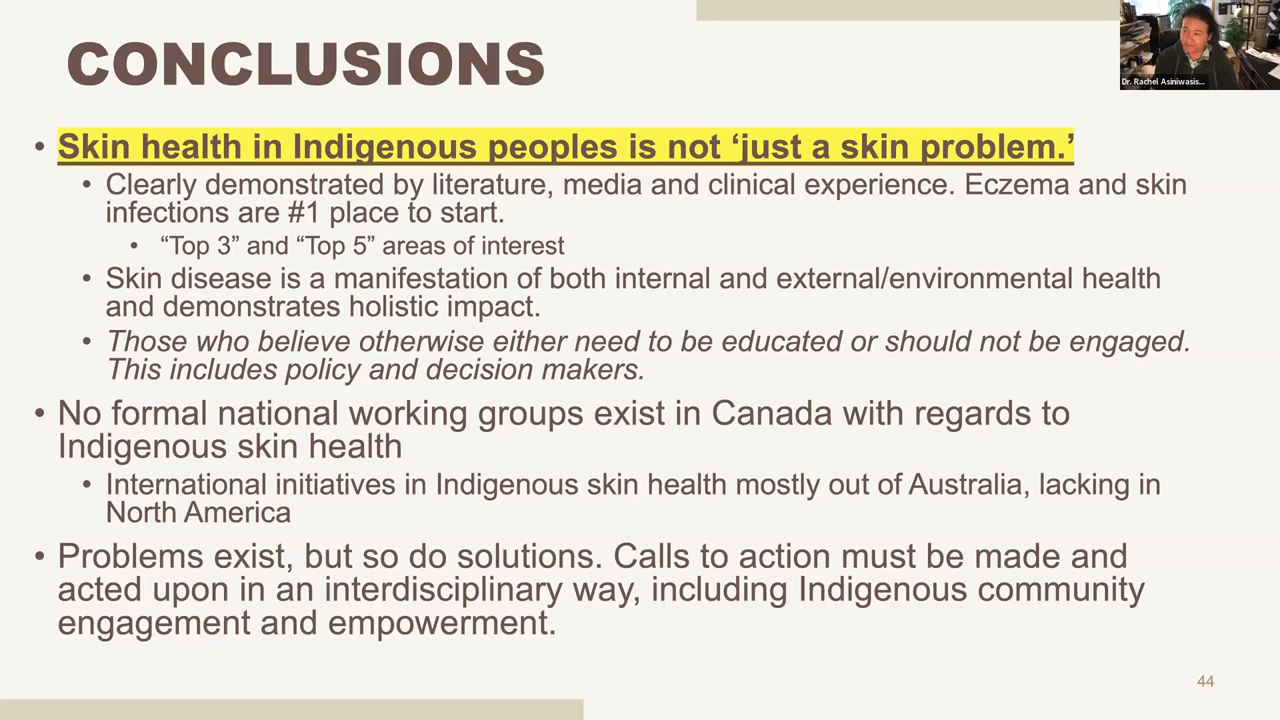 CONCLUSIONS
Dr. Rachel Asiniwasis...
• Skin health in Indigenous peoples is not ‘just a skin problem.’
• Clearly demonstrated by literature, media and clinical experience. Eczema and skin
infections are #1 place to start.
• “Top 3” and “Top 5” areas of interest
• Skin disease is a manifestation of both internal and external/environmental health
and demonstrates holistic impact.
• Those who believe otherwise either need to be educated or should not be engaged.
This includes policy and decision makers.
• No formal national working groups exist in Canada with regards to
Indigenous skin health
• International initiatives in Indigenous skin health mostly out of Australia, lacking in
North America
• Problems exist, but so do solutions. Calls to action must be made and
acted upon in an interdisciplinary way, including Indigenous community
engagement and empowerment.
44